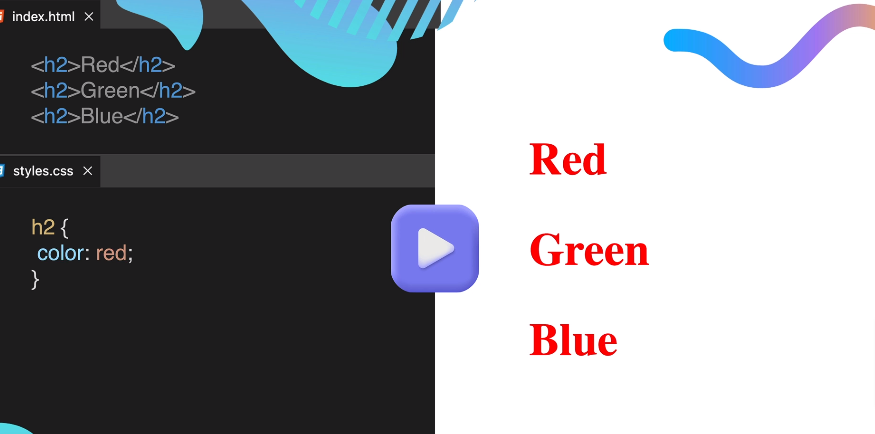 index.html
<h2>Red</h2>
<h2>Green</h2>
<h2>Blue</h2>
styles.css
h2 {
color: red;
}
Red
Green
Blue